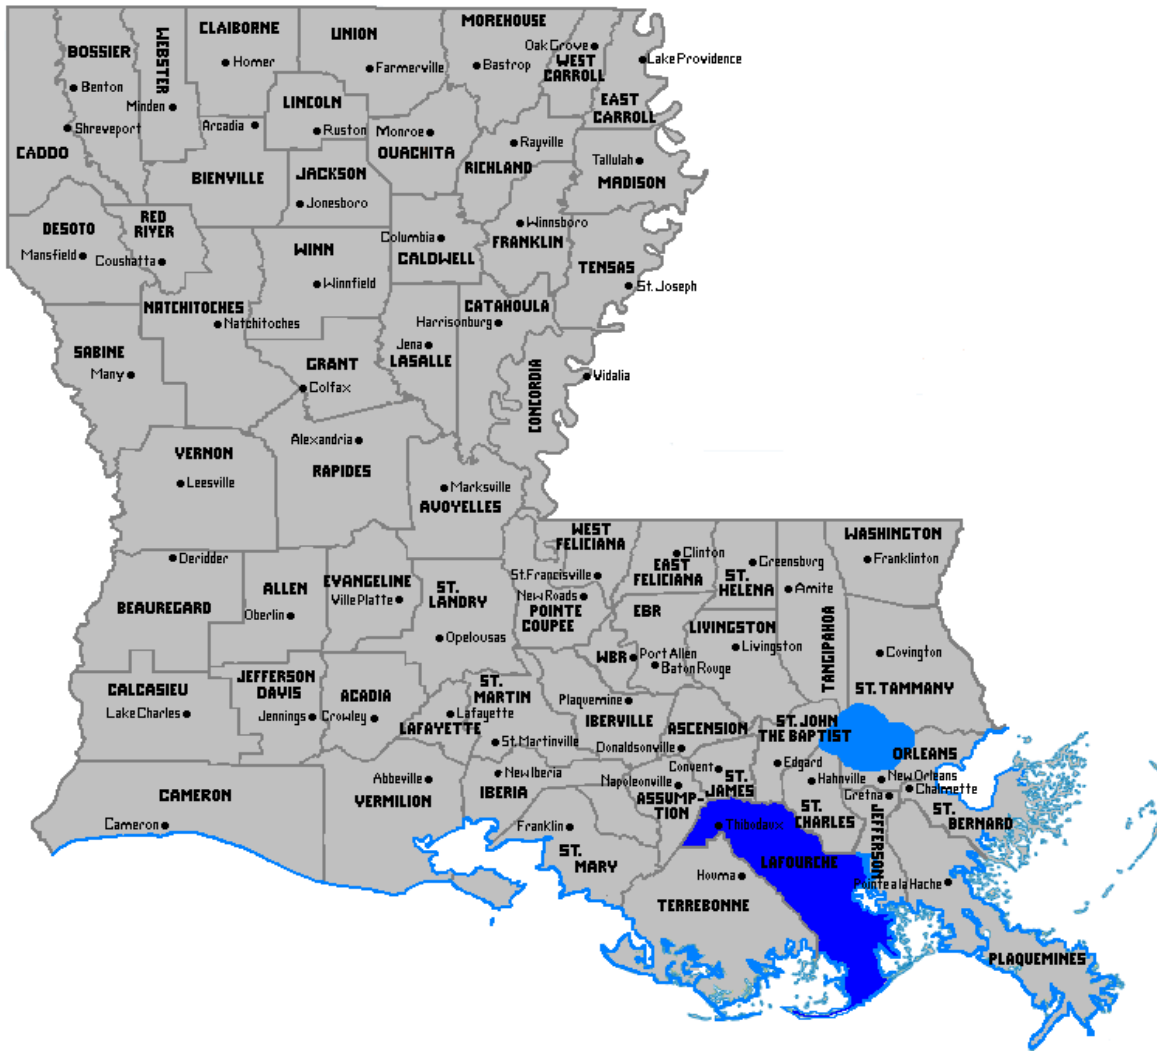 CLAIBORNE
UNION
MOREHOUSE
BOSSIER
WEBSTER
Homer
Farmerville
Bastrop
Oak Grove
WEST
CARROLL
Lake Providence
Benton
Minden
LINCOLN
EAST
CARROLL
Shreveport
Arcadia
Ruston
Monroe
OUACHITA
Rayville
RICHLAND
CADDO
BIENVILLE
JACKSON
Jonesboro
Tallulah
MADISON
DESOTO
RED
RIVER
Mansfield
Coushatta
WINN
Winnfield
Columbia
CALDWELL
Winnsboro
FRANKLIN
TENSAS
St. Joseph
NATCHITOCHES
Natchitoches
CATAHOULA
Harrisonburg
SABINE
Many
GRANT
Colfax
Jena
LASALLE
CONCORDIA
Vidalia
VERNON
Leesville
Alexandria
RAPIDES
Marksville
AVOYELLES
WEST
FELICIANA
WASHINGTON
Franklinton
Deridder
BEAUREGARD
ALLEN
Oberlin
EVANGELINE
Ville Platte
ST.
LANDRY
Opelousas
St. Francisville
New Roads
POINTE
COUPEE
Clinton
EAST
FELICIANA
Greensburg
ST.
HELENA
Amite
TANGIPAHOA
EBR
LIVINGSTON
Livingston
WBR
Port Allen
Baton Rouge
Covington
ST. TAMMANY
CALCASIEU
Lake Charles
JEFFERSON
DAVIS
Jennings
ACADIA
Crowley
LAFAYETTE
Lafayette
ST.
MARTIN
St. Martinville
Plaquemine
IBERVILLE
Donaldsonville
ASCENSION
ST. JOHN
THE BAPTIST
ORLEANS
CAMERON
Cameron
Abbeville
VERMILION
New Iberia
IBERIA
Napoleonville
ASSUMP-
TION
Convent
ST.
JAMES
Edgard
Hahnville
ST.
CHARLES
New Orleans
Chalmette
Gretna
JEFFERSON
ST.
BERNARD
Franklin
ST.
MARY
Thibodaux
LAFOURCHE
Houma
TERREBONNE
Pointe a la Hache
PLAQUEMINES